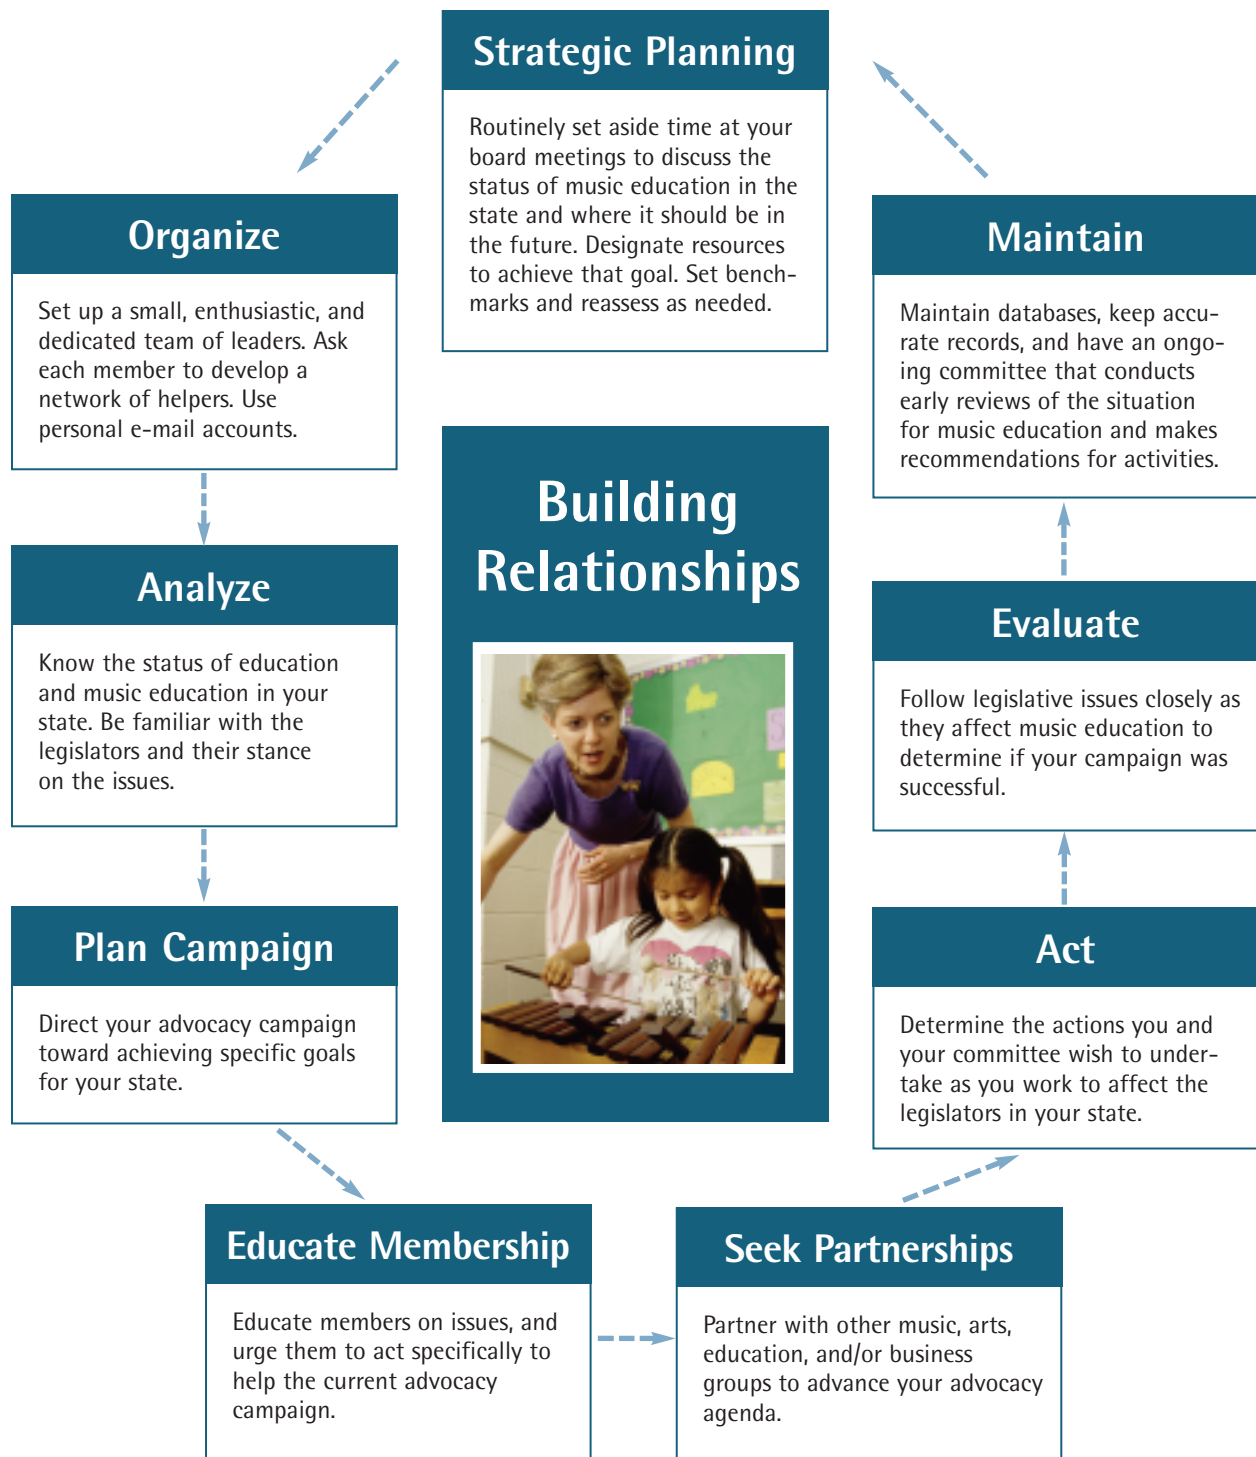 Strategic Planning
Routinely set aside time at your
board meetings to discuss the
status of music education in the
state and where it should be in
the future. Designate resources
to achieve that goal. Set bench-
marks and reassess as needed.
Organize
Set up a small, enthusiastic, and
dedicated team of leaders. Ask
each member to develop a
network of helpers. Use
personal e-mail accounts.
Analyze
Know the status of education
and music education in your
state. Be familiar with the
legislators and their stance
on the issues.
Plan Campaign
Direct your advocacy campaign
toward achieving specific goals
for your state.
Educate Membership
Educate members on issues, and
urge them to act specifically to
help the current advocacy
campaign.
Seek Partnerships
Partner with other music, arts,
education, and/or business
groups to advance your advocacy
agenda.
Act
Determine the actions you and
your committee wish to under-
take as you work to affect the
legislators in your state.
Evaluate
Follow legislative issues closely as
they affect music education to
determine if your campaign was
successful.
Maintain
Maintain databases, keep accu-
rate records, and have an ongo-
ing committee that conducts
early reviews of the situation
for music education and makes
recommendations for activities.
Building
Relationships